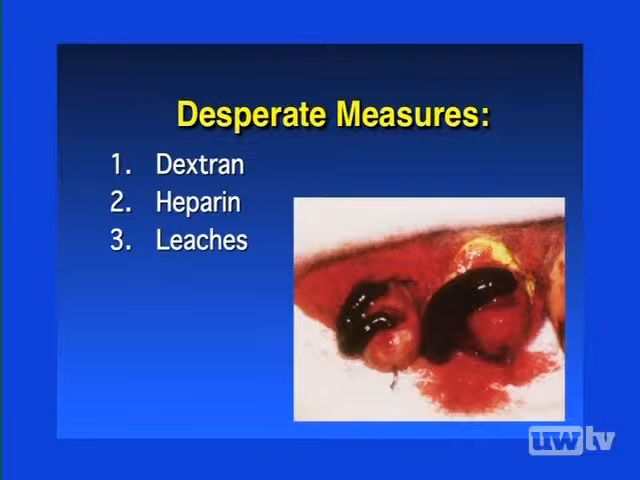 Desperate Measures:
1. Dextran
2. Heparin
3. Leaches
uwtv